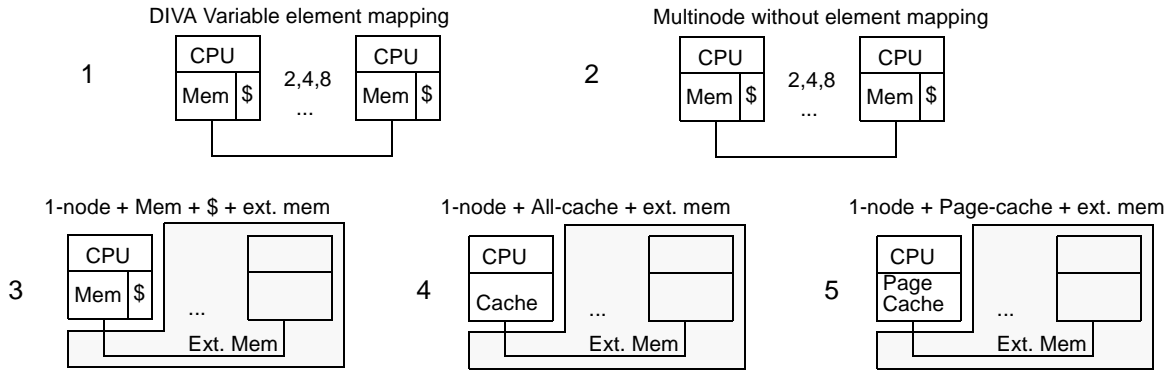 DIVA Variable element mapping
Multinode without element mapping
1
CPU
Mem $
2,4,8
...
CPU
Mem $
2
CPU
Mem $
2,4,8
...
CPU
Mem $
1-node + Mem + $ + ext. mem
1-node + All-cache + ext. mem
1-node + Page-cache + ext. mem
3
CPU
Mem $
...
Ext. Mem
4
CPU
Cache
...
Ext. Mem
5
CPU
Page
Cache
...
Ext. Mem